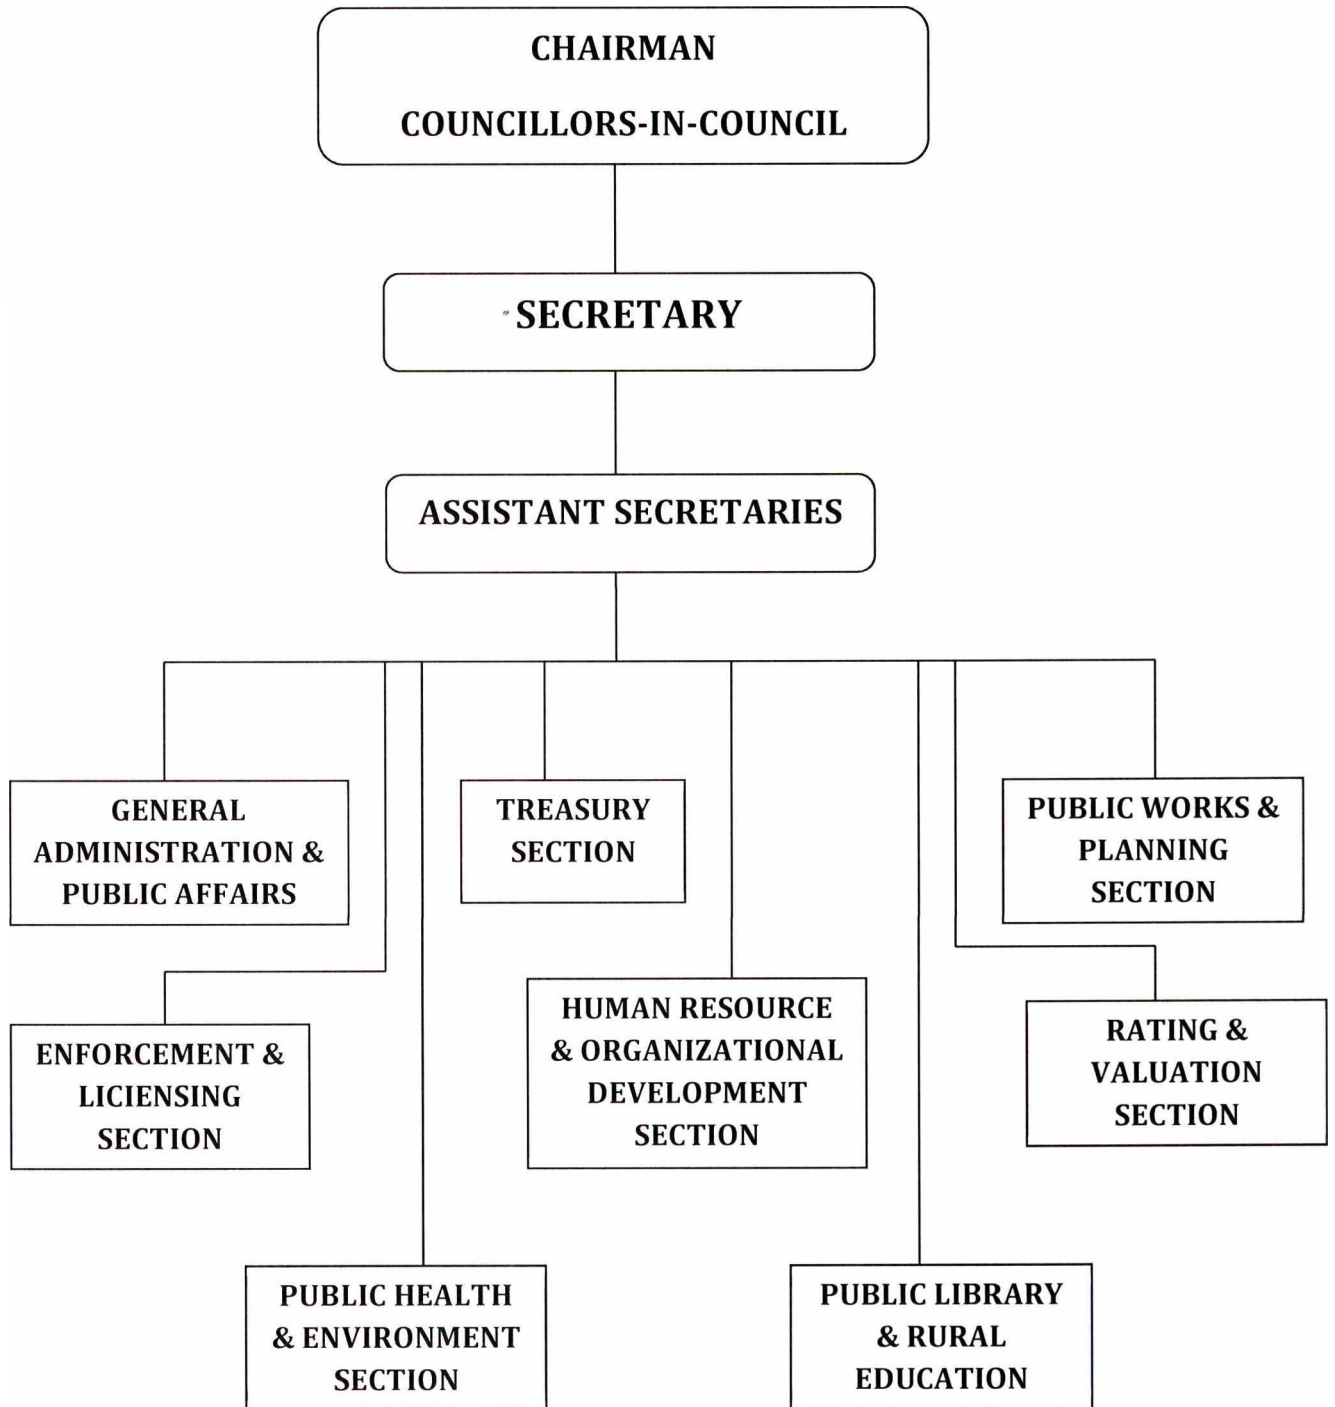 CHAIRMAN
COUNCILLORS-IN-COUNCIL
SECRETARY
ASSISTANT SECRETARIES
GENERAL
ADMINISTRATION &
PUBLIC AFFAIRS
TREASURY
SECTION
PUBLIC WORKS &
PLANNING
SECTION
ENFORCEMENT &
LICIENSING
SECTION
HUMAN RESOURCE
& ORGANIZATIONAL
DEVELOPMENT
SECTION
RATING &
VALUATION
SECTION
PUBLIC HEALTH
& ENVIRONMENT
SECTION
PUBLIC LIBRARY
& RURAL
EDUCATION